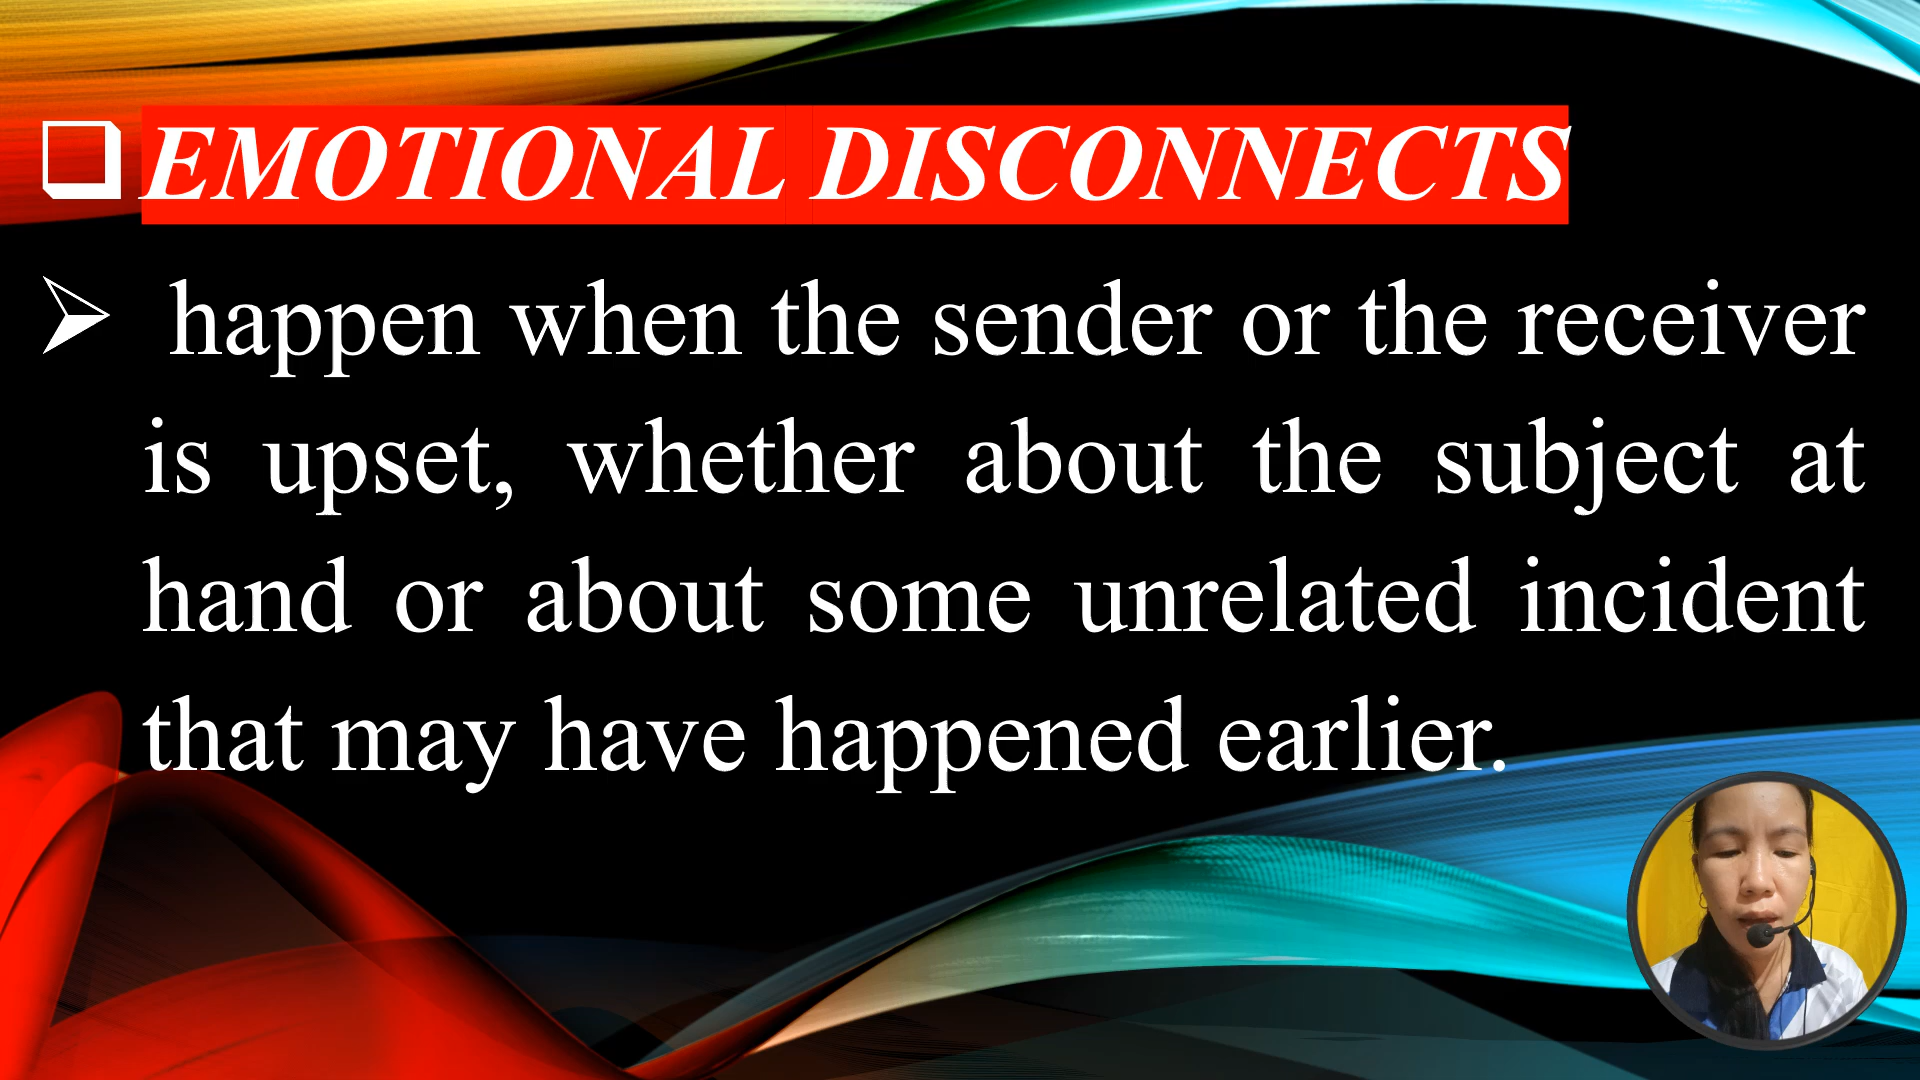 EMOTIONAL DISCONNECTS
happen when the sender or the receiver
is upset, whether about the subject at
hand or about some unrelated incident
that may have happened earlier.